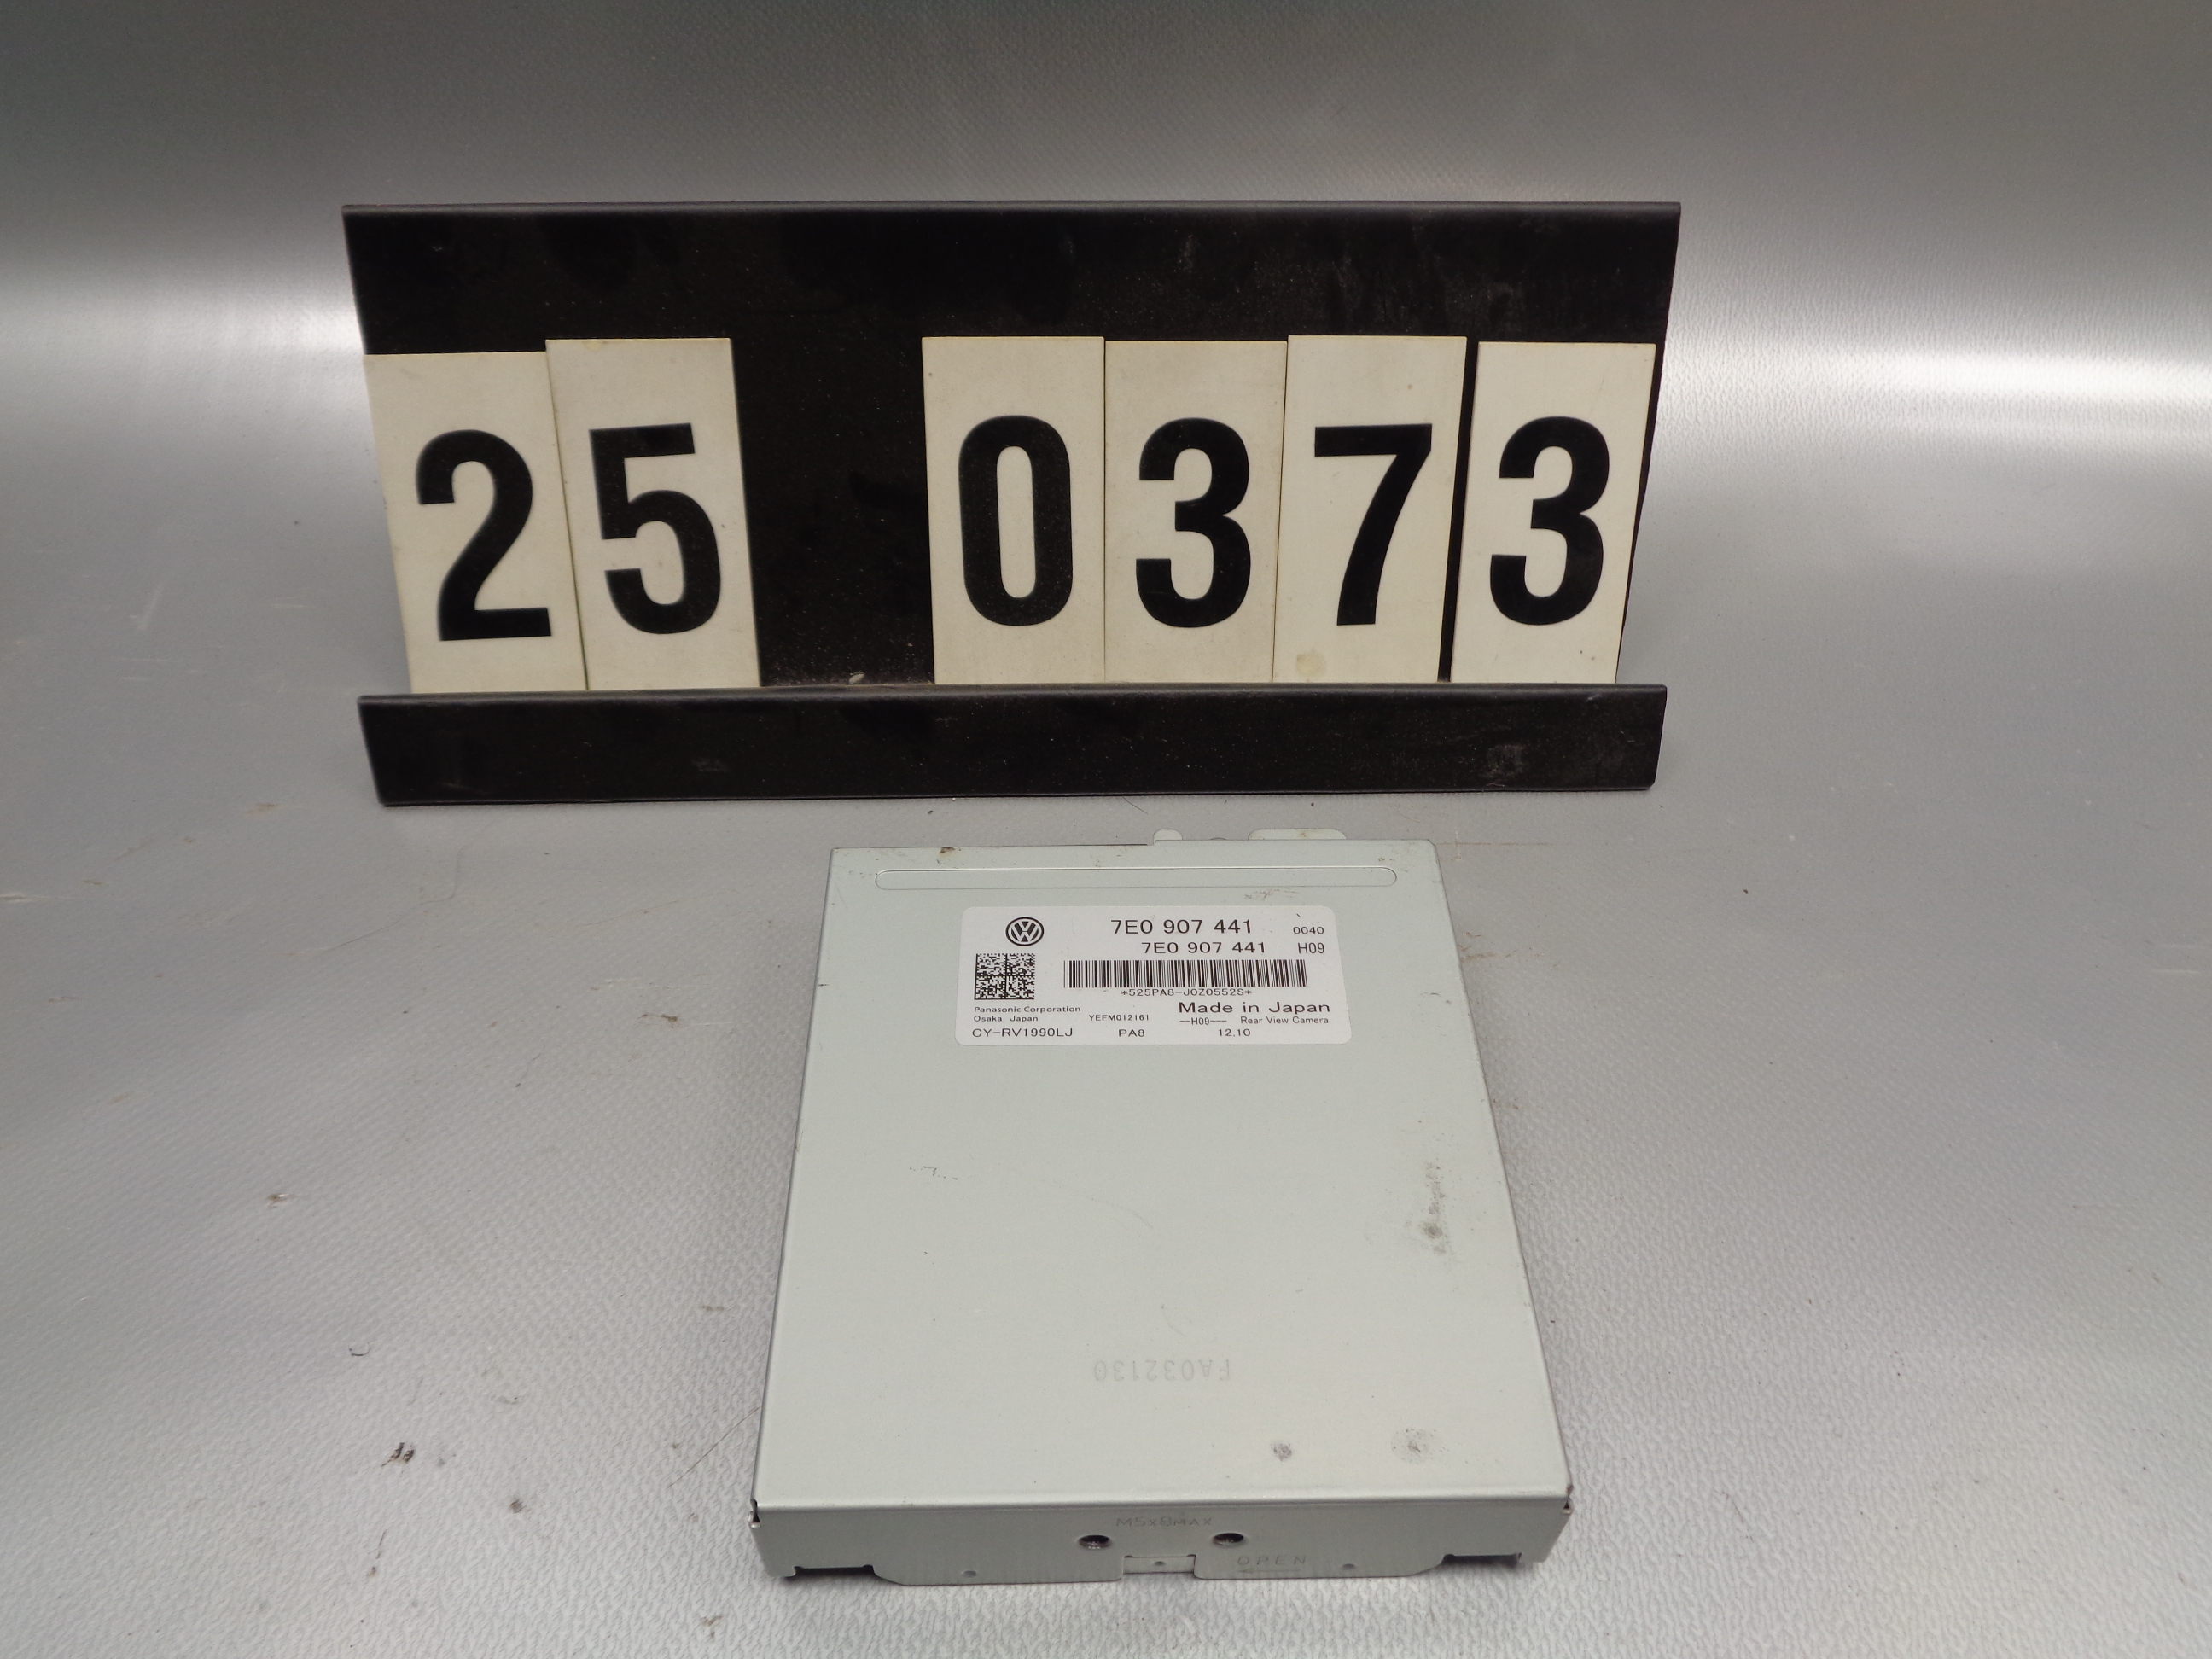 25 0373
7E0 907 441 0040
7E0 907 441 H09
*525PA8-J0Z0552S*
Panasonic Corporation Made in Japan
Osaka Japan YEFM012161 --H09--- Rear View Camera
CY-RV1990LJ PA8 12.10
FA032130
M5x8MAX
OPEN